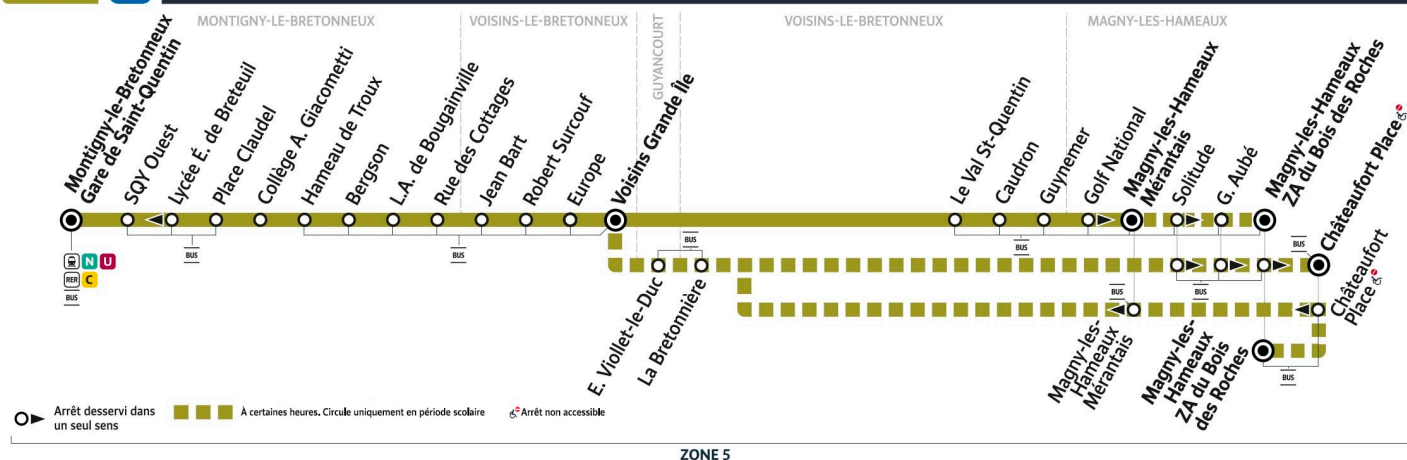 MONTIGNY-LE-BRETONNEUX
VOISINS-LE-BRETONNEUX
GUYANCOURT
VOISINS-LE-BRETONNEUX
MAGNY-LES-HAMEAUX
Montigny-le-Bretonneux
Gare de Saint-Quentin
SQY Ouest
Lycée É. de Breteuil
Place Claudel
Collège A. Giacometti
Hameau de Troux
Bergson
L.A. de Bougainville
Rue des Cottages
Jean Bart
Robert Surcouf
Europe
Voisins Grande Île
Le Val St-Quentin
Caudron
Guynemer
Golf National
Magny-les-Hameaux
Mérantais
Solitude
G. Aubé
Magny-les-Hameaux
ZA du Bois des Roches
Châteaufort Place
N U
RER C
BUS
BUS
BUS
BUS
BUS
BUS
BUS
BUS
BUS
E. Viollet-le-Duc
La Bretonnière
Magny-les-
Hameaux
Mérantais
Magny-les-
Hameaux
ZA du Bois
des Roches
Châteaufort
Place
BUS
Arrêt desservi dans
un seul sens
À certaines heures. Circule uniquement en période scolaire
Arrêt non accessible
ZONE 5